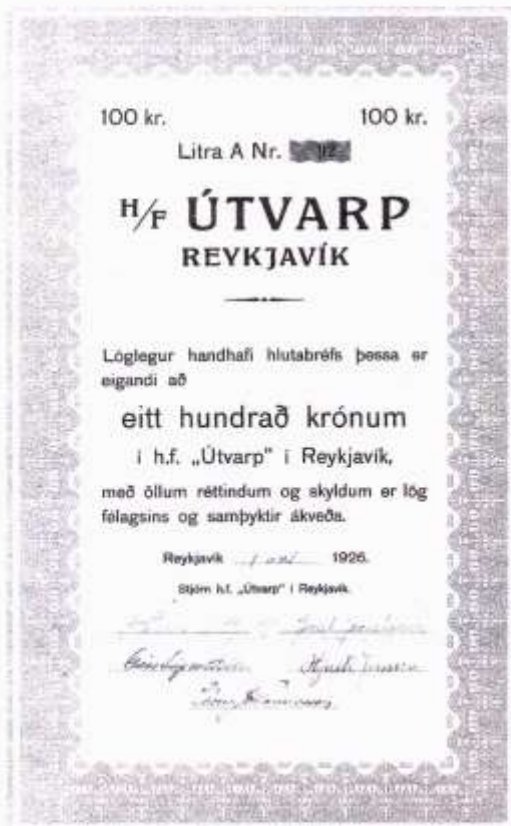 100 kr. 100 kr.
Litra A Nr.
H/F ÚTVARP
REYKJAVÍK
Löglegur handhafi hlutabréfs þessa er
eigandi að
eitt hundrað krónum
í h.f. „Útvarp“ í Reykjavík,
með öllum réttindum og skyldum er lög
félagsins og samþyktir ákveða.
Reykjavík 1926.
Stjórn h.f. „Útvarp“ í Reykjavík.